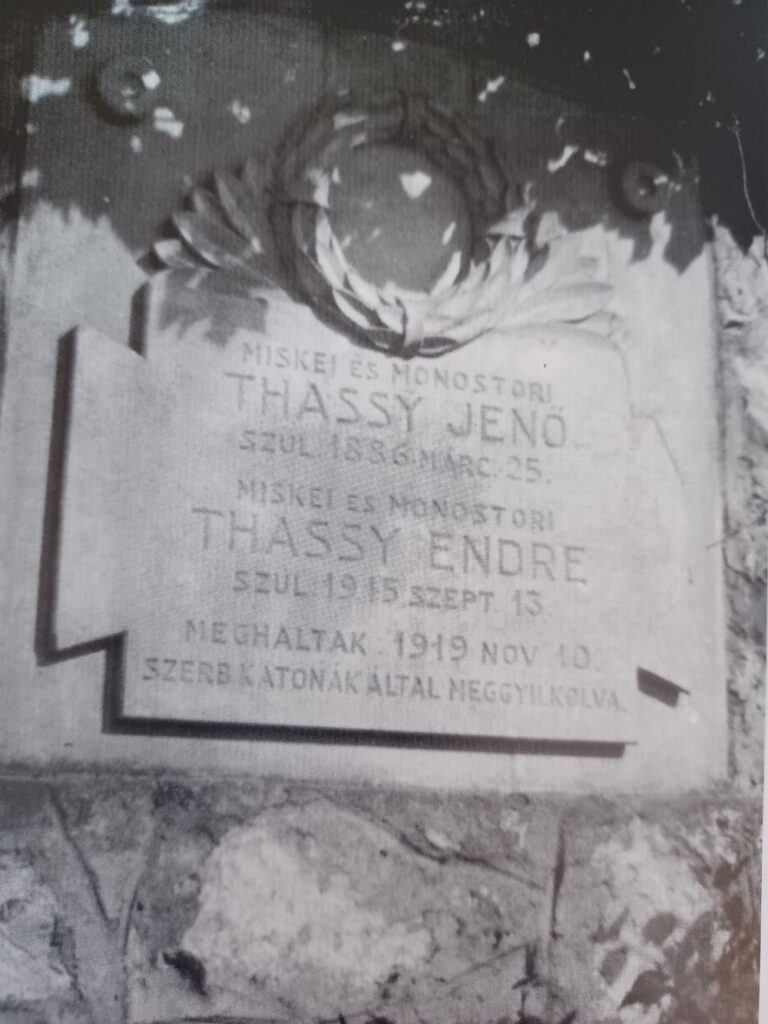 MISKEI ÉS MONOSTORI
THASSY JENŐ
SZÜL. 1886 MÁRC. 25.
MISKEI ÉS MONOSTORI
THASSY ENDRE
SZÜL. 1915. SZEPT. 13.
MEGHALTAK. 1919 NOV 10.
SZERB KATONÁK ÁLTAL MEGGYILKOLVA.